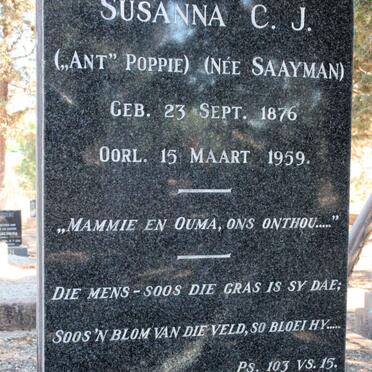 SUSANNA C. J.
(„ANT" POPPIE) (NÉE SAAYMAN)
GEB. 23 SEPT. 1876
OORL. 15 MAART 1959.
„MAMMIE EN OUMA, ONS ONTHOU....."
DIE MENS – SOOS DIE GRAS IS SY DAE;
SOOS 'N BLOM VAN DIE VELD, SO BLOEI HY.....
PS. 103 VS. 15.